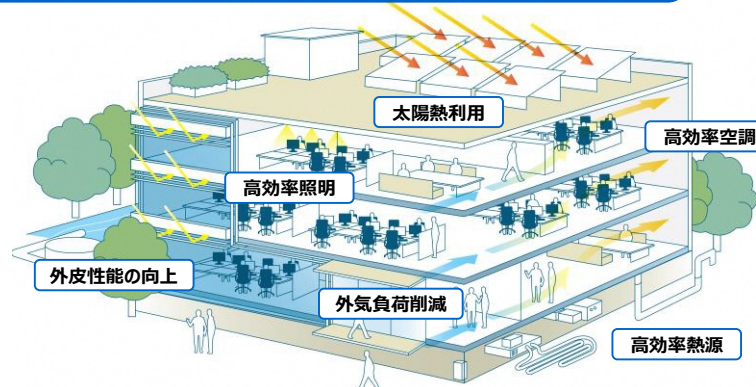 太陽熱利用
高効率空調
高効率照明
外皮性能の向上
外気負荷削減
高効率熱源